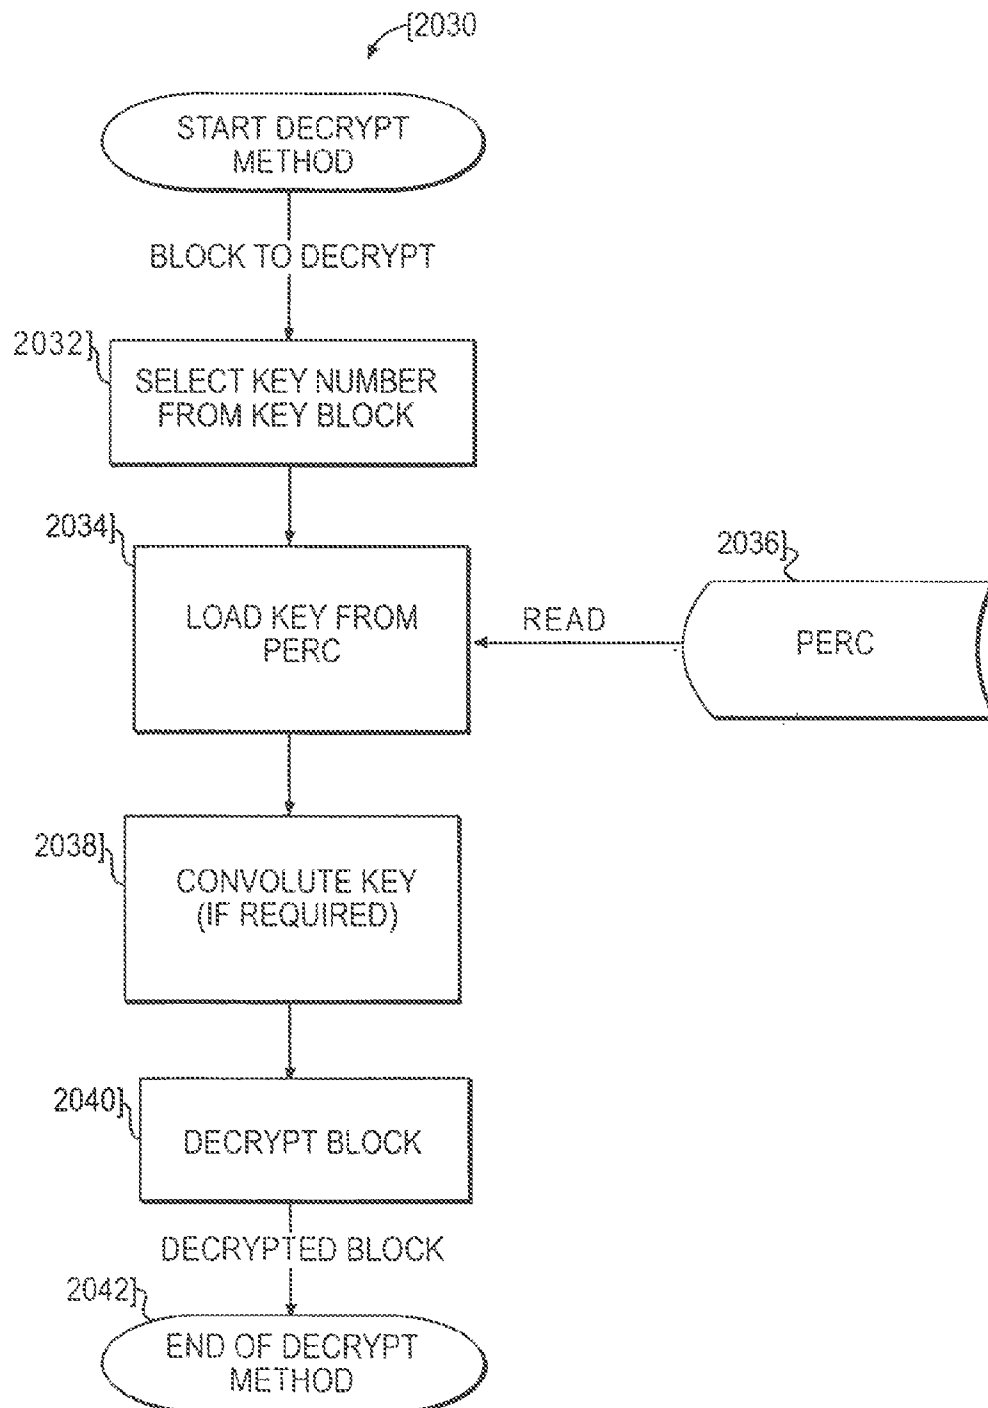 [2030
START DECRYPT
METHOD
BLOCK TO DECRYPT
2032]
SELECT KEY NUMBER
FROM KEY BLOCK
2034]
LOAD KEY FROM
PERC
READ
2036]
PERC
2038]
CONVOLUTE KEY
(IF REQUIRED)
2040]
DECRYPT BLOCK
DECRYPTED BLOCK
2042]
END OF DECRYPT
METHOD